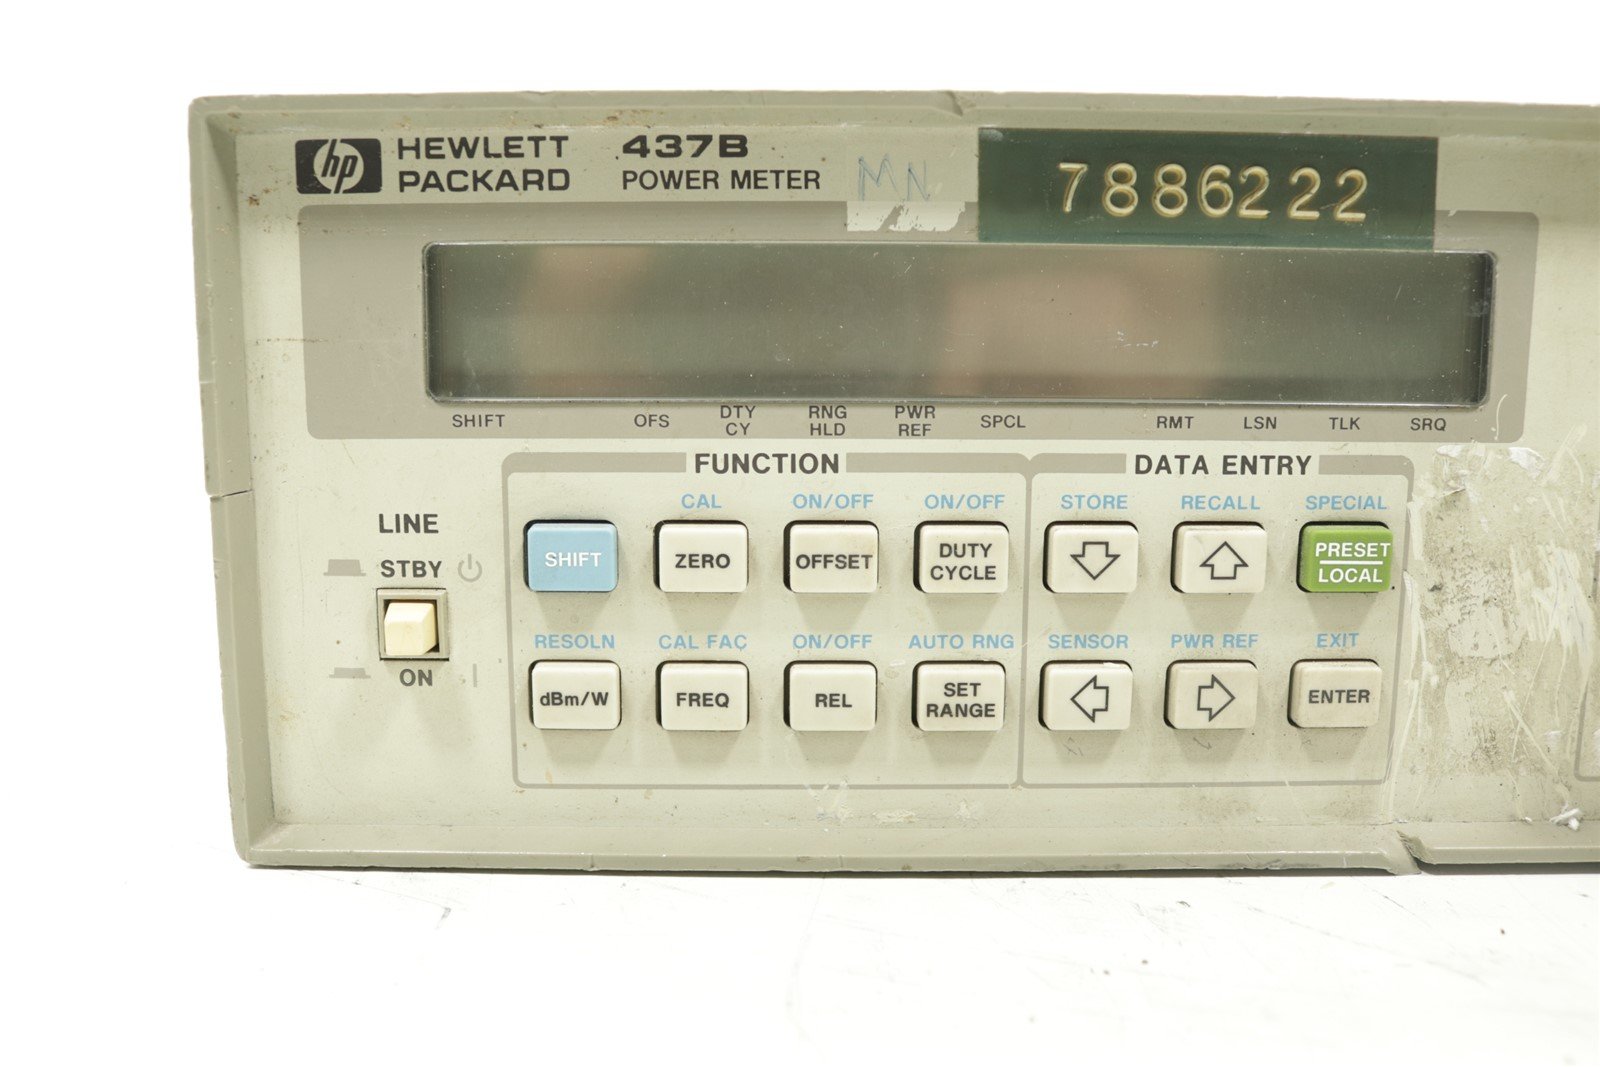 hp HEWLETT PACKARD
437B
POWER METER
MN
7886222
SHIFT OFS DTY CY RNG HLD PWR REF SPCL RMT LSN TLK SRQ
FUNCTION DATA ENTRY
LINE
STBY
ON
CAL ON/OFF ON/OFF STORE RECALL SPECIAL
SHIFT ZERO OFFSET DUTY CYCLE PRESET LOCAL
RESOLN CAL FAC ON/OFF AUTO RNG SENSOR PWR REF EXIT
dBm/W FREQ REL SET RANGE ENTER